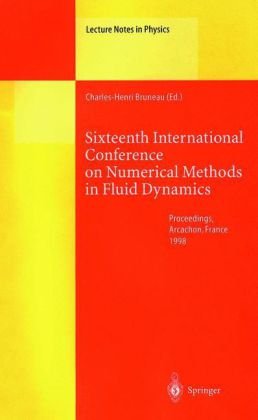 Lecture Notes in Physics
Charles-Henri Bruneau (Ed.)
Sixteenth International
Conference
on Numerical Methods
in Fluid Dynamics
Proceedings,
Arcachon, France
1998
Springer